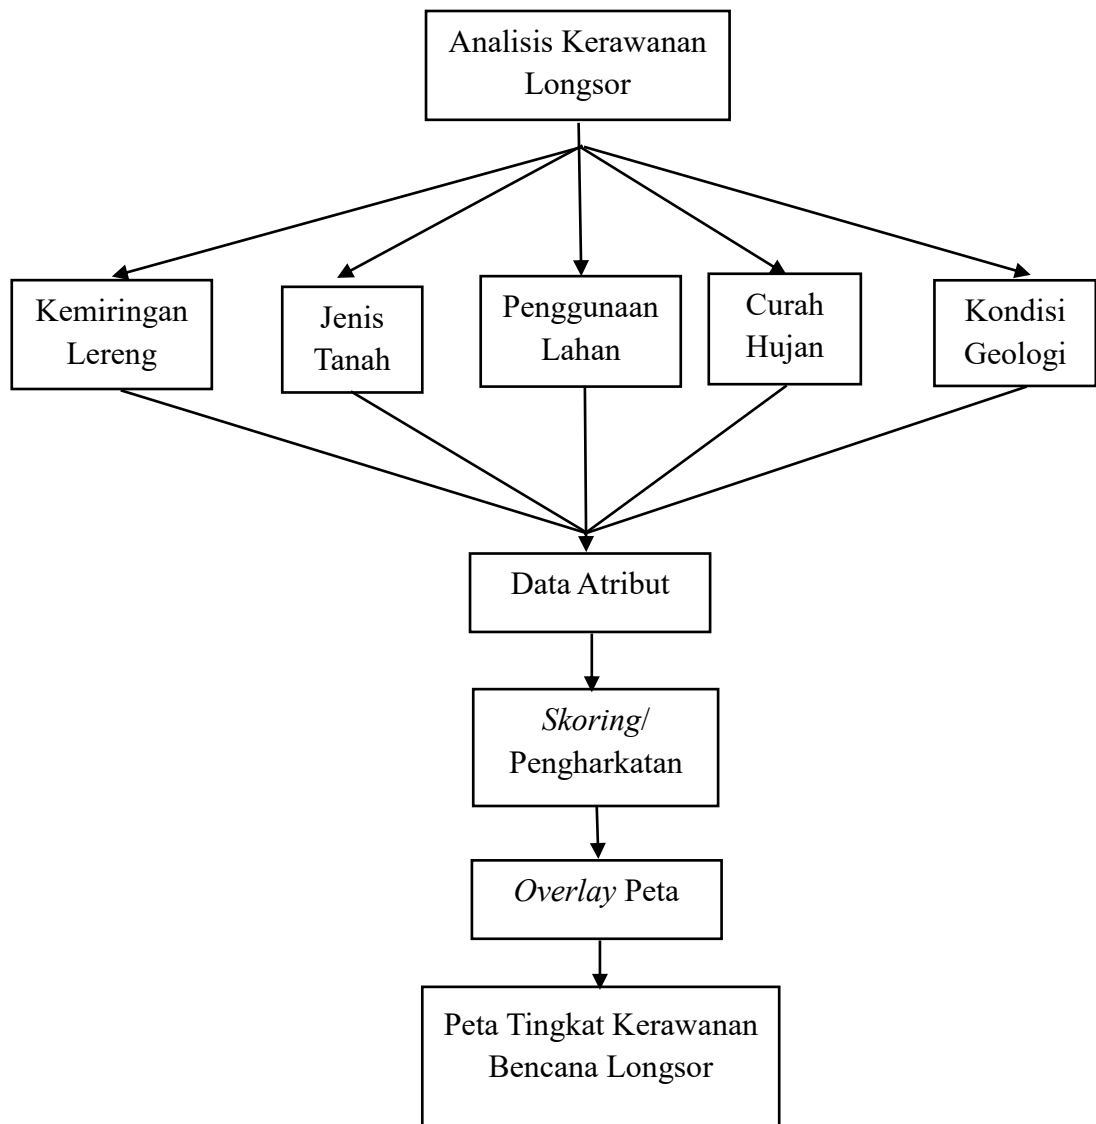 Analisis Kerawanan
Longsor
Kemiringan
Lereng
Jenis
Tanah
Penggunaan
Lahan
Curah
Hujan
Kondisi
Geologi
Data Atribut
Skoring/
Pengharkatan
Overlay Peta
Peta Tingkat Kerawanan
Bencana Longsor